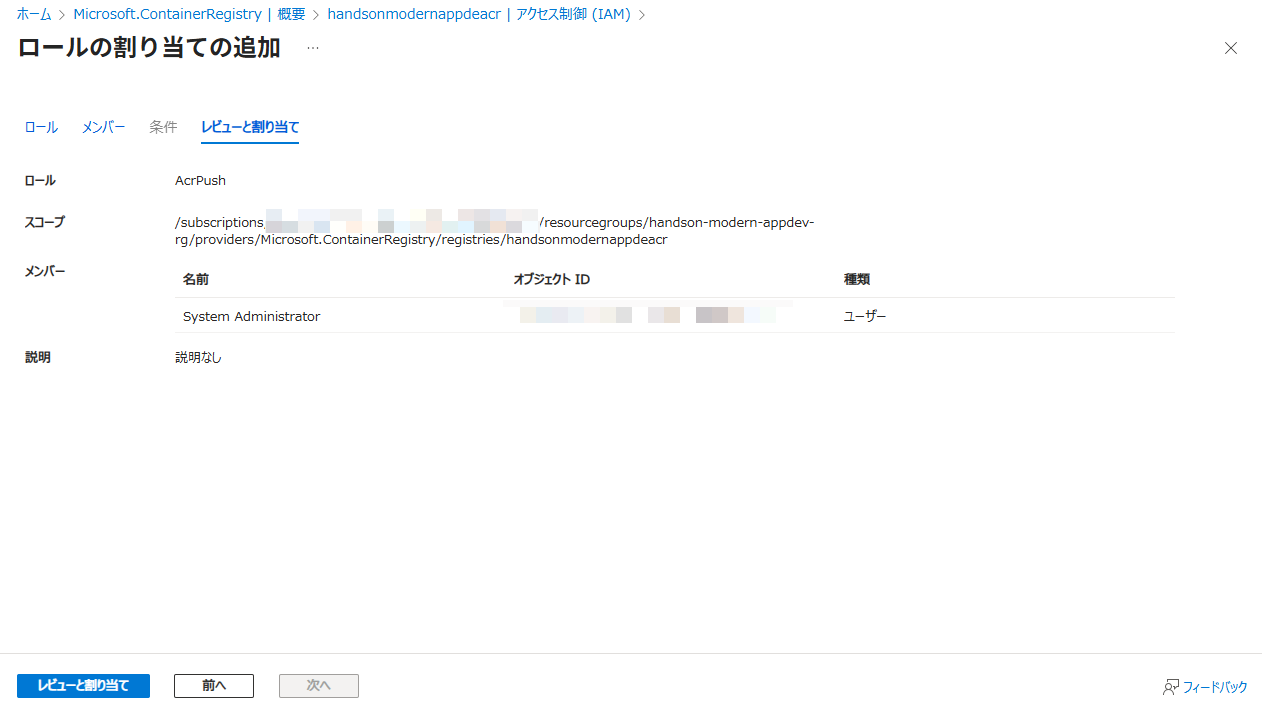 ホーム > Microsoft.ContainerRegistry | 概要 > handsonmodernappdeacr | アクセス制御 (IAM) >
ロールの割り当ての追加 …
ロール メンバー 条件 レビューと割り当て
ロール AcrPush
スコープ /subscriptions /resourcegroups/handson-modern-appdev-
rg/providers/Microsoft.ContainerRegistry/registries/handsonmodernappdeacr
メンバー
名前 オブジェクト ID 種類
System Administrator ユーザー
説明 説明なし
レビューと割り当て 前へ 次へ フィードバック